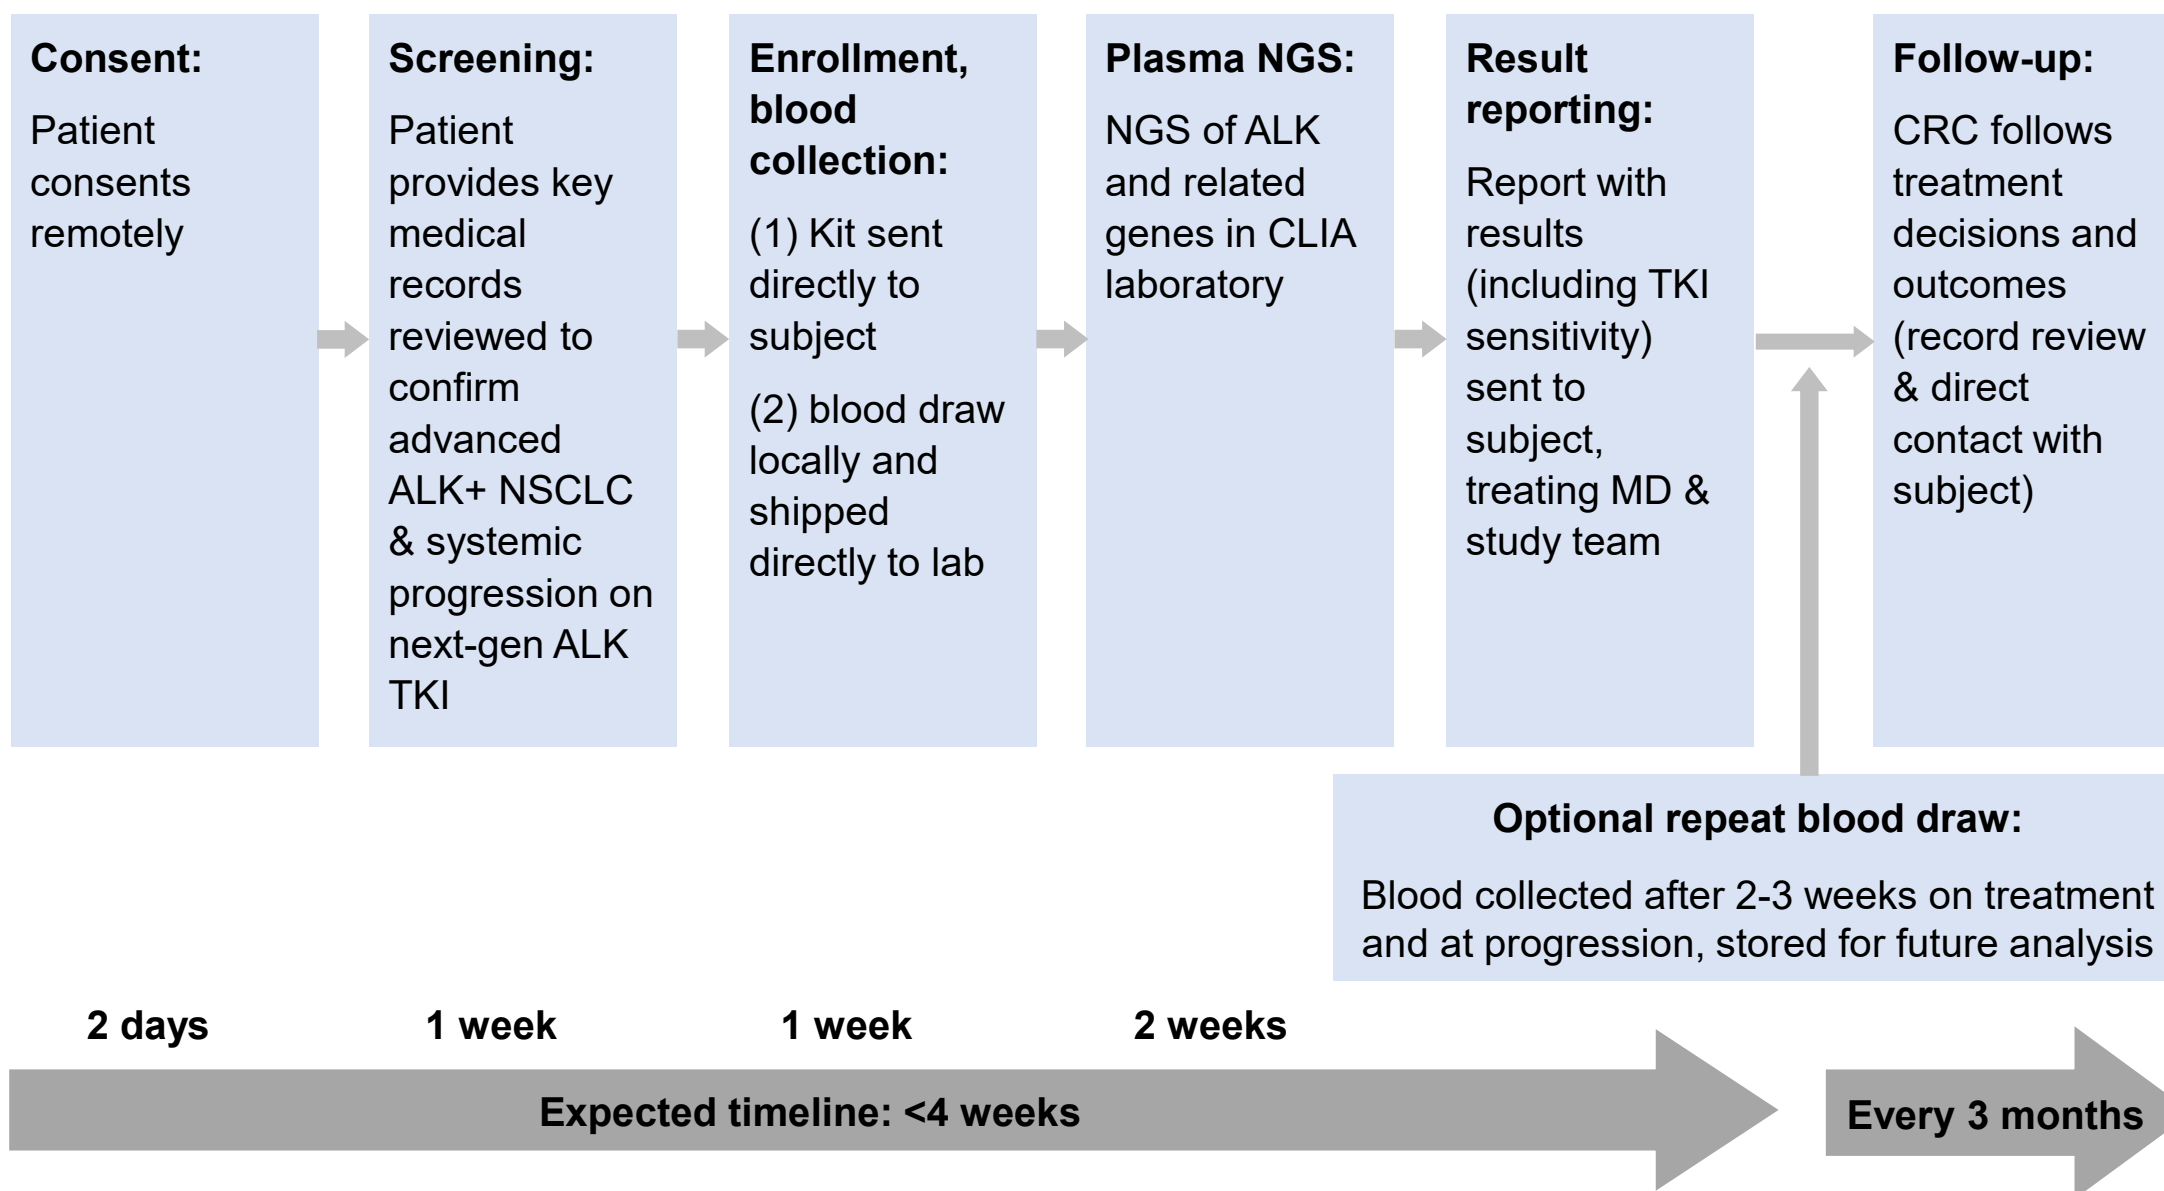 Consent:
Patient
consents
remotely
Screening:
Patient
provides key
medical
records
reviewed to
confirm
advanced
ALK+ NSCLC
& systemic
progression on
next-gen ALK
TKI
Enrollment,
blood
collection:
(1) Kit sent
directly to
subject
(2) blood draw
locally and
shipped
directly to lab
Plasma NGS:
NGS of ALK
and related
genes in CLIA
laboratory
Result
reporting:
Report with
results
(including TKI
sensitivity)
sent to
subject,
treating MD &
study team
Follow-up:
CRC follows
treatment
decisions and
outcomes
(record review
& direct
contact with
subject)
Optional repeat blood draw:
Blood collected after 2-3 weeks on treatment
and at progression, stored for future analysis
2 days
1 week
1 week
2 weeks
Expected timeline: <4 weeks
Every 3 months